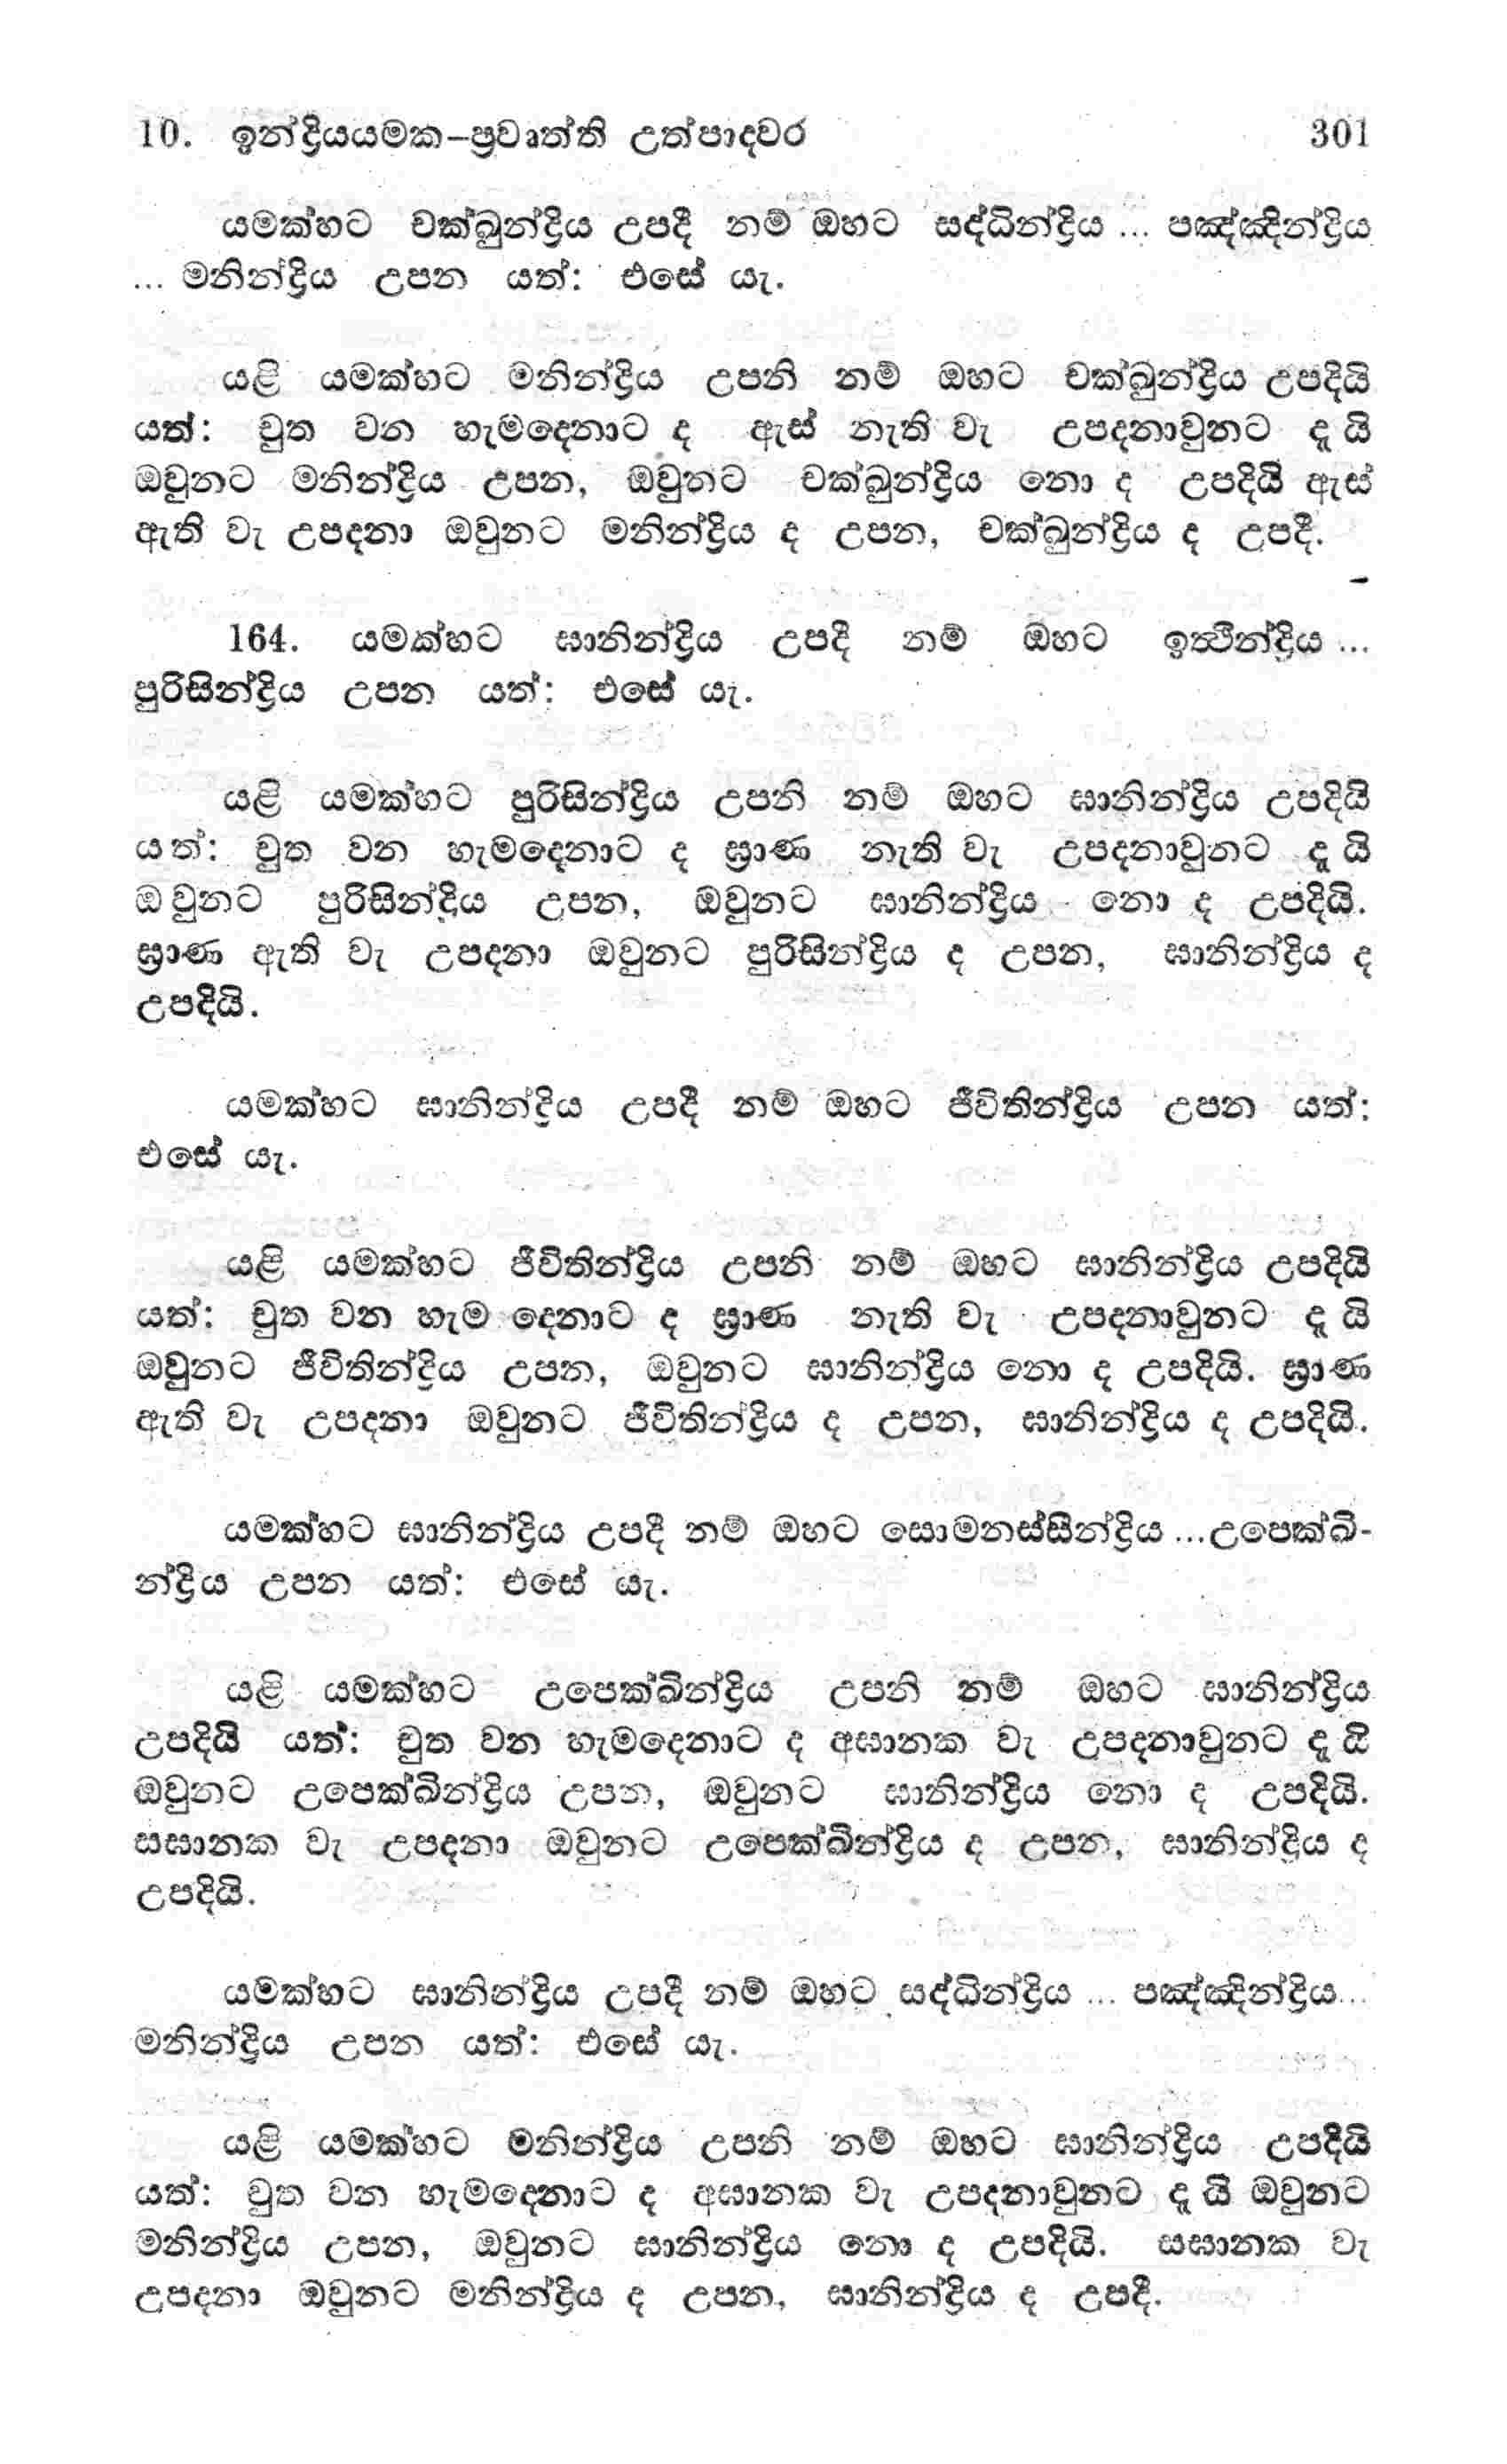 10. ඉන්ද්‍රියයමක–ප්‍රවෘත්ති උත්පාදවර 301
යමක්හට චක්ඛුන්ද්‍රිය උපදී නම් ඔහට සද්ධින්ද්‍රිය ... පඤ්ඤින්ද්‍රිය
... මනින්ද්‍රිය උපන යත්: එසේ යැ.
යළි යමක්හට මනින්ද්‍රිය උපනි නම් ඔහට චක්ඛුන්ද්‍රිය උපදියි
යත්: චුත වන හැමදෙනාට ද ඇස් නැති වැ උපදනාවුනට දු යි
ඔවුනට මනින්ද්‍රිය උපන, ඔවුනට චක්ඛුන්ද්‍රිය නො ද උපදියි ඇස්
ඇති වැ උපදනා ඔවුනට මනින්ද්‍රිය ද උපන, චක්ඛුන්ද්‍රිය ද උපදී.
164. යමක්හට ඝානින්ද්‍රිය උපදී නම් ඔහට ඉත්‍ථින්ද්‍රිය ...
පුරිසින්ද්‍රිය උපන යත්: එසේ යැ.
යළි යමක්හට පුරිසින්ද්‍රිය උපනි නම් ඔහට ඝානින්ද්‍රිය උපදියි
යත්: චුත වන හැමදෙනාට ද ඝ්‍රාණ නැති වැ උපදනාවුනට දු යි
ඔවුනට පුරිසින්ද්‍රිය උපන, ඔවුනට ඝානින්ද්‍රිය නො ද උපදියි.
ඝ්‍රාණ ඇති වැ උපදනා ඔවුනට පුරිසින්ද්‍රිය ද උපන, ඝානින්ද්‍රිය ද
උපදියි.
යමක්හට ඝානින්ද්‍රිය උපදී නම් ඔහට ජීවිතින්ද්‍රිය උපන යත්:
එසේ යැ.
යළි යමක්හට ජීවිතින්ද්‍රිය උපනි නම් ඔහට ඝානින්ද්‍රිය උපදියි
යත්: චුත වන හැම දෙනාට ද ඝ්‍රාණ නැති වැ උපදනාවුනට දු යි
ඔවුනට ජීවිතින්ද්‍රිය උපන, ඔවුනට ඝානින්ද්‍රිය නො ද උපදියි. ඝ්‍රාණ
ඇති වැ උපදනා ඔවුනට ජීවිතින්ද්‍රිය ද උපන, ඝානින්ද්‍රිය ද උපදියි.
යමක්හට ඝානින්ද්‍රිය උපදී නම් ඔහට සොමනස්සින්ද්‍රිය ...උපෙක්ඛි-
න්ද්‍රිය උපන යත්: එසේ යැ.
යළි යමක්හට උපෙක්ඛින්ද්‍රිය උපනි නම් ඔහට ඝානින්ද්‍රිය
උපදියි යත්: චුත වන හැමදෙනාට ද අඝානක වැ උපදනාවුනට දු යි
ඔවුනට උපෙක්ඛින්ද්‍රිය උපන, ඔවුනට ඝානින්ද්‍රිය නො ද උපදියි.
සඝානක වැ උපදනා ඔවුනට උපෙක්ඛින්ද්‍රිය ද උපන, ඝානින්ද්‍රිය ද
උපදියි.
යමක්හට ඝානින්ද්‍රිය උපදී නම් ඔහට සද්ධින්ද්‍රිය ... පඤ්ඤින්ද්‍රිය...
මනින්ද්‍රිය උපන යත්: එසේ යැ.
යළි යමක්හට මනින්ද්‍රිය උපනි නම් ඔහට ඝානින්ද්‍රිය උපදියි
යත්: චුත වන හැමදෙනාට ද අඝානක වැ උපදනාවුනට දු යි ඔවුනට
මනින්ද්‍රිය උපන, ඔවුනට ඝානින්ද්‍රිය නො ද උපදියි. සඝානක වැ
උපදනා ඔවුනට මනින්ද්‍රිය ද උපන, ඝානින්ද්‍රිය ද උපදී.